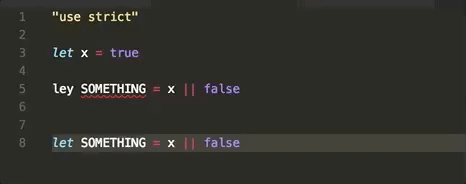 1 "use strict"
2
3 let x = true
4
5 ley SOMETHING = x || false
6
7
8 let SOMETHING = x || false